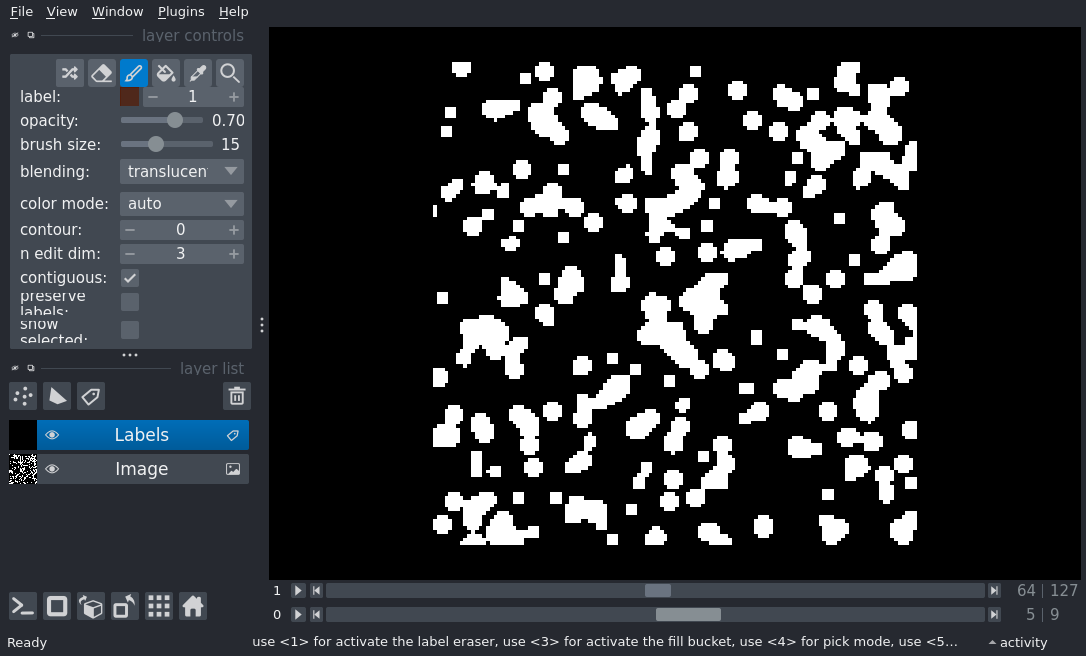 File View Window Plugins Help
layer controls
label: 1
opacity: 0.70
brush size: 15
blending: translucen
color mode: auto
contour: 0
n edit dim: 3
contiguous:
preserve
labels:
show
selected:
layer list
Labels
Image
1 64 127
0 5 9
Ready use <1> for activate the label eraser, use <3> for activate the fill bucket, use <4> for pick mode, use <5... activity